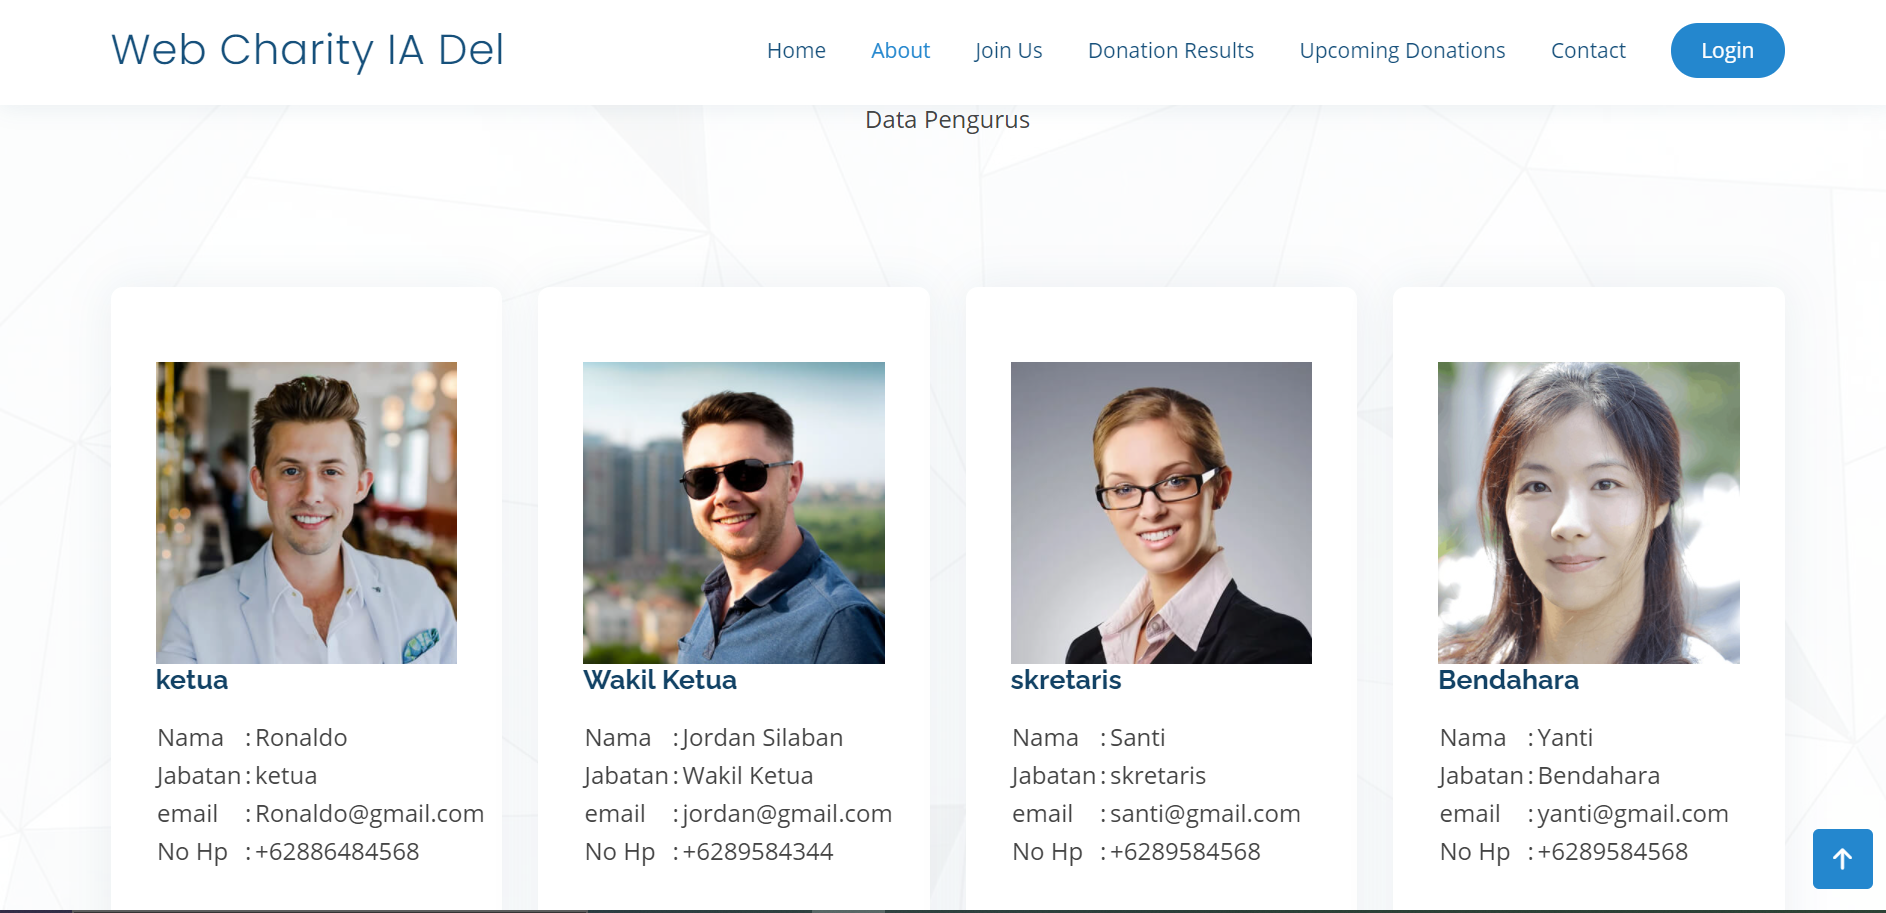 Web Charity IA Del
Home About Join Us Donation Results Upcoming Donations Contact Login
Data Pengurus
ketua
Nama : Ronaldo
Jabatan : ketua
email : Ronaldo@gmail.com
No Hp : +62886484568
Wakil Ketua
Nama : Jordan Silaban
Jabatan : Wakil Ketua
email : jordan@gmail.com
No Hp : +6289584344
skretaris
Nama : Santi
Jabatan : skretaris
email : santi@gmail.com
No Hp : +6289584568
Bendahara
Nama : Yanti
Jabatan : Bendahara
email : yanti@gmail.com
No Hp : +6289584568